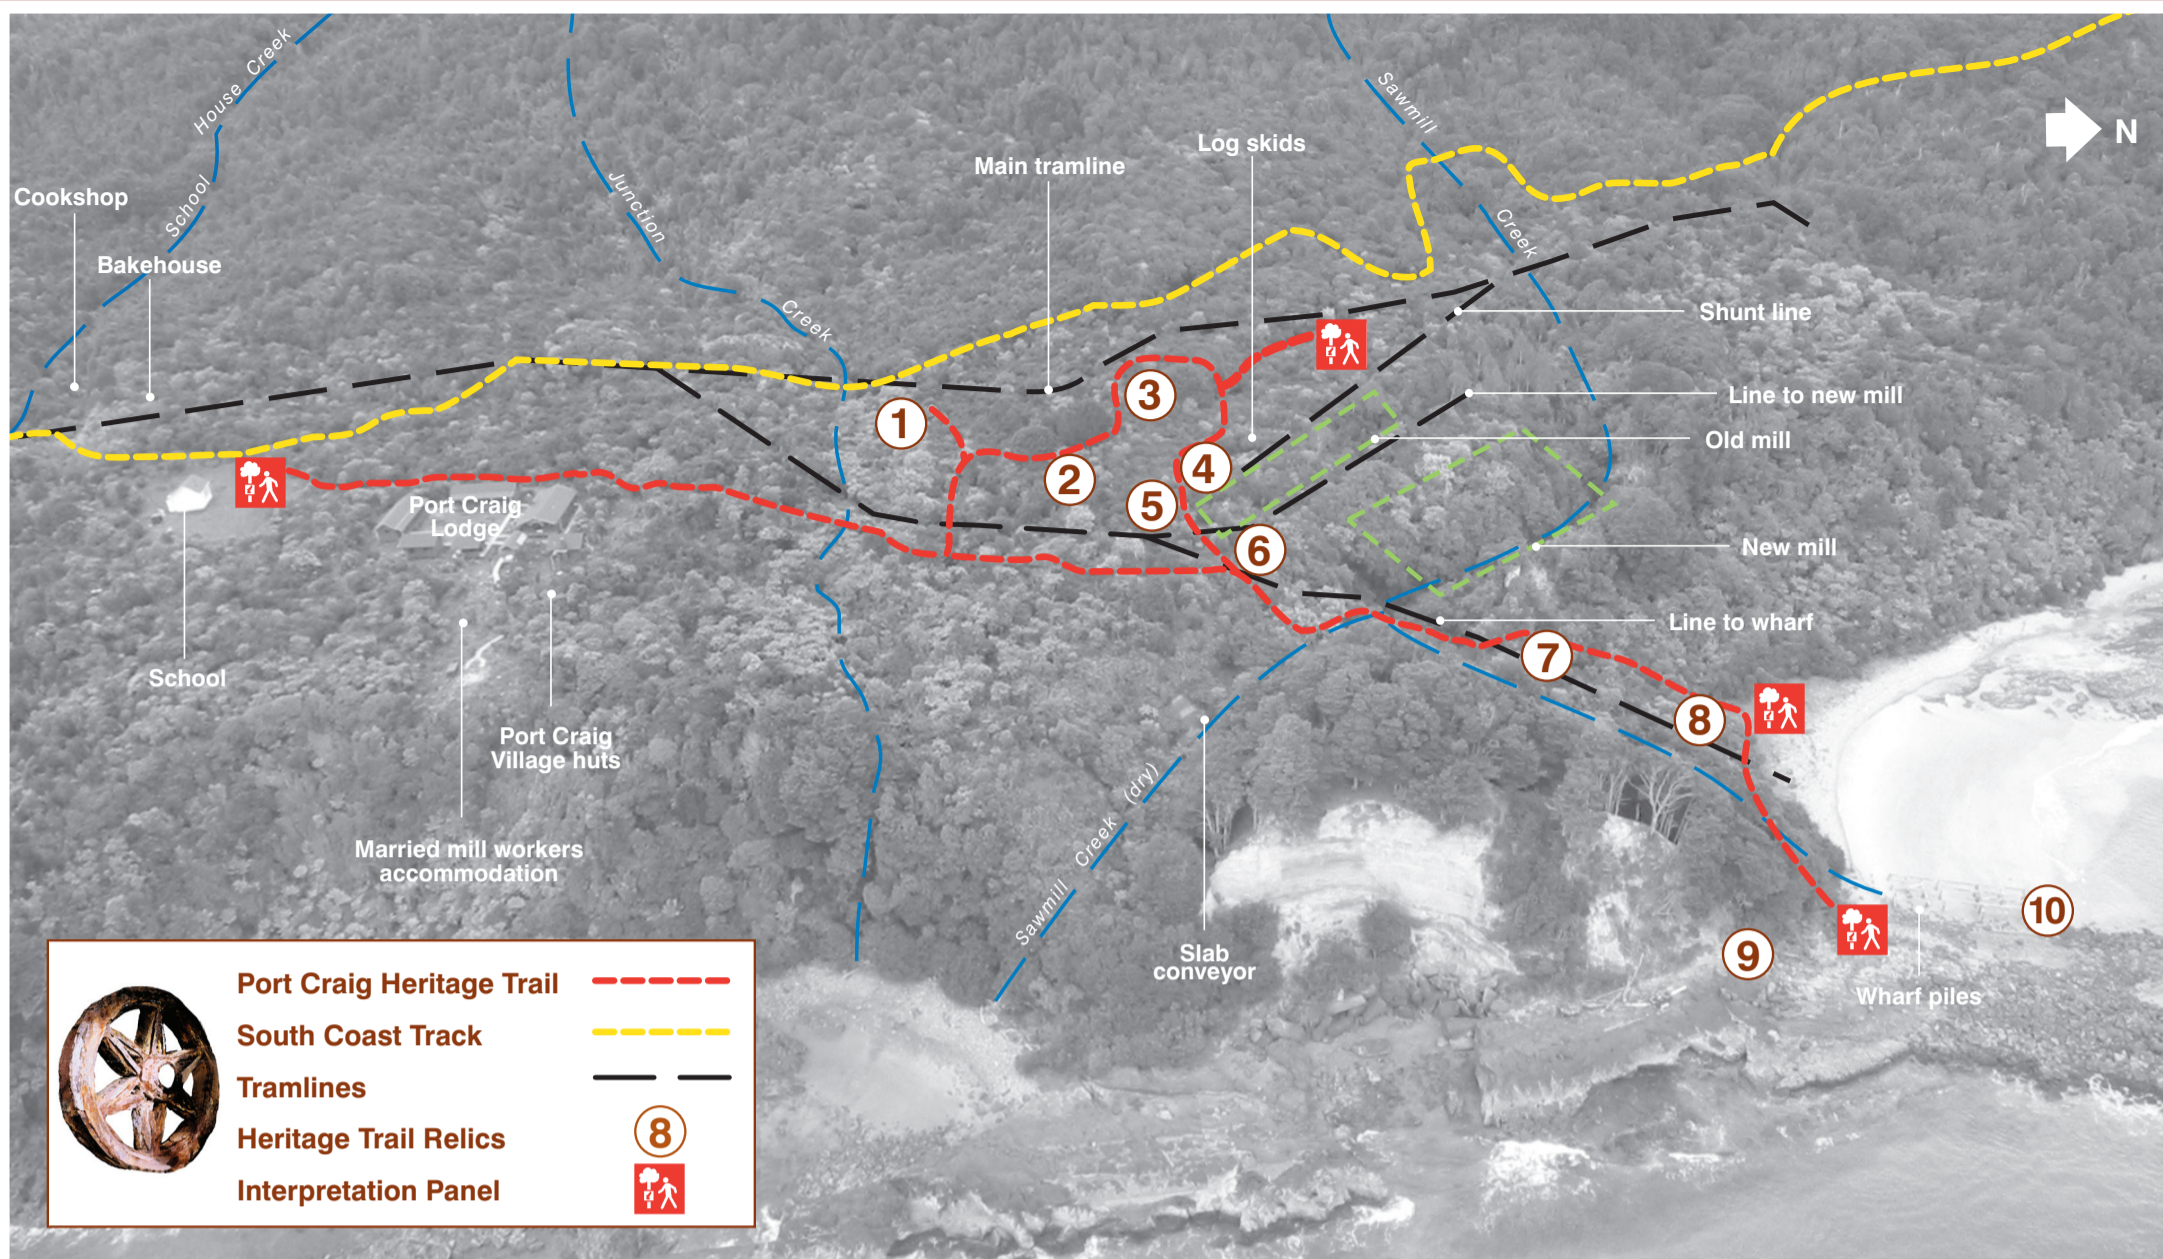 House Creek
School
Cookshop
Bakehouse
Junction
Creek
Main tramline
Log skids
Sawmill
Creek
N
Shunt line
Line to new mill
Old mill
New mill
Line to wharf
1
2
3
4
5
6
7
8
9
10
Port Craig
Lodge
School
Port Craig
Village huts
Married mill workers
accommodation
Sawmill Creek (dry)
Slab
conveyor
Wharf piles
Port Craig Heritage Trail
South Coast Track
Tramlines
Heritage Trail Relics
8
Interpretation Panel